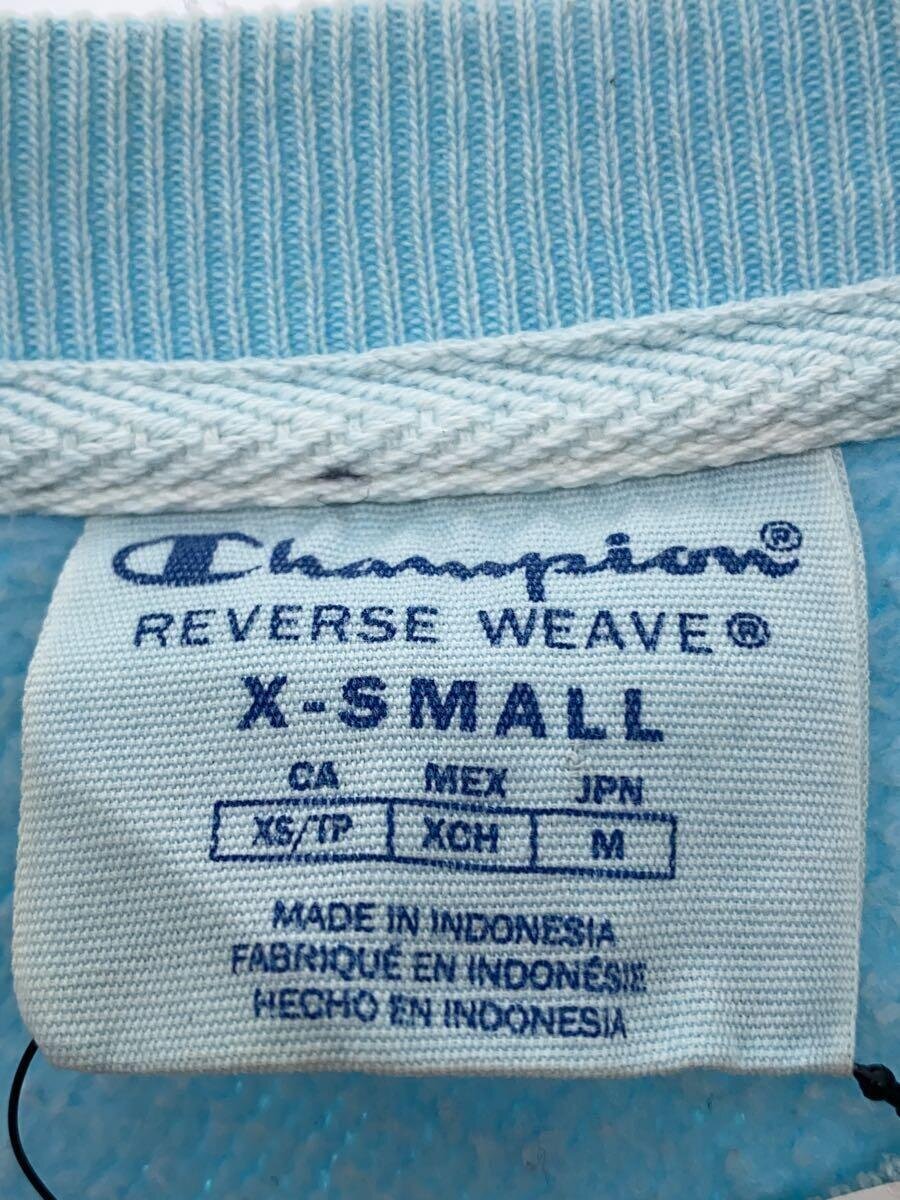 Champion®
REVERSE WEAVE®
X-SMALL
CA MEX JPN
XS/TP XCH M
MADE IN INDONESIA
FABRIQUÉ EN INDONÉSIE
HECHO EN INDONESIA